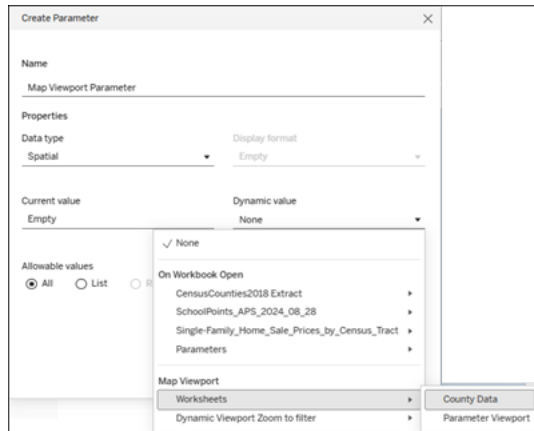 Create Parameter
Name
Map Viewport Parameter
Properties
Data type
Display format
Spatial
Empty
Current value
Dynamic value
Empty
None
None
Allowable values
All
List
On Workbook Open
CensusCounties2018 Extract
SchoolPoints_APS_2024_08_28
Single-Family_Home_Sale_Prices_by_Census_Tract
Parameters
Map Viewport
Worksheets
County Data
Dynamic Viewport Zoom to filter
Parameter Viewport